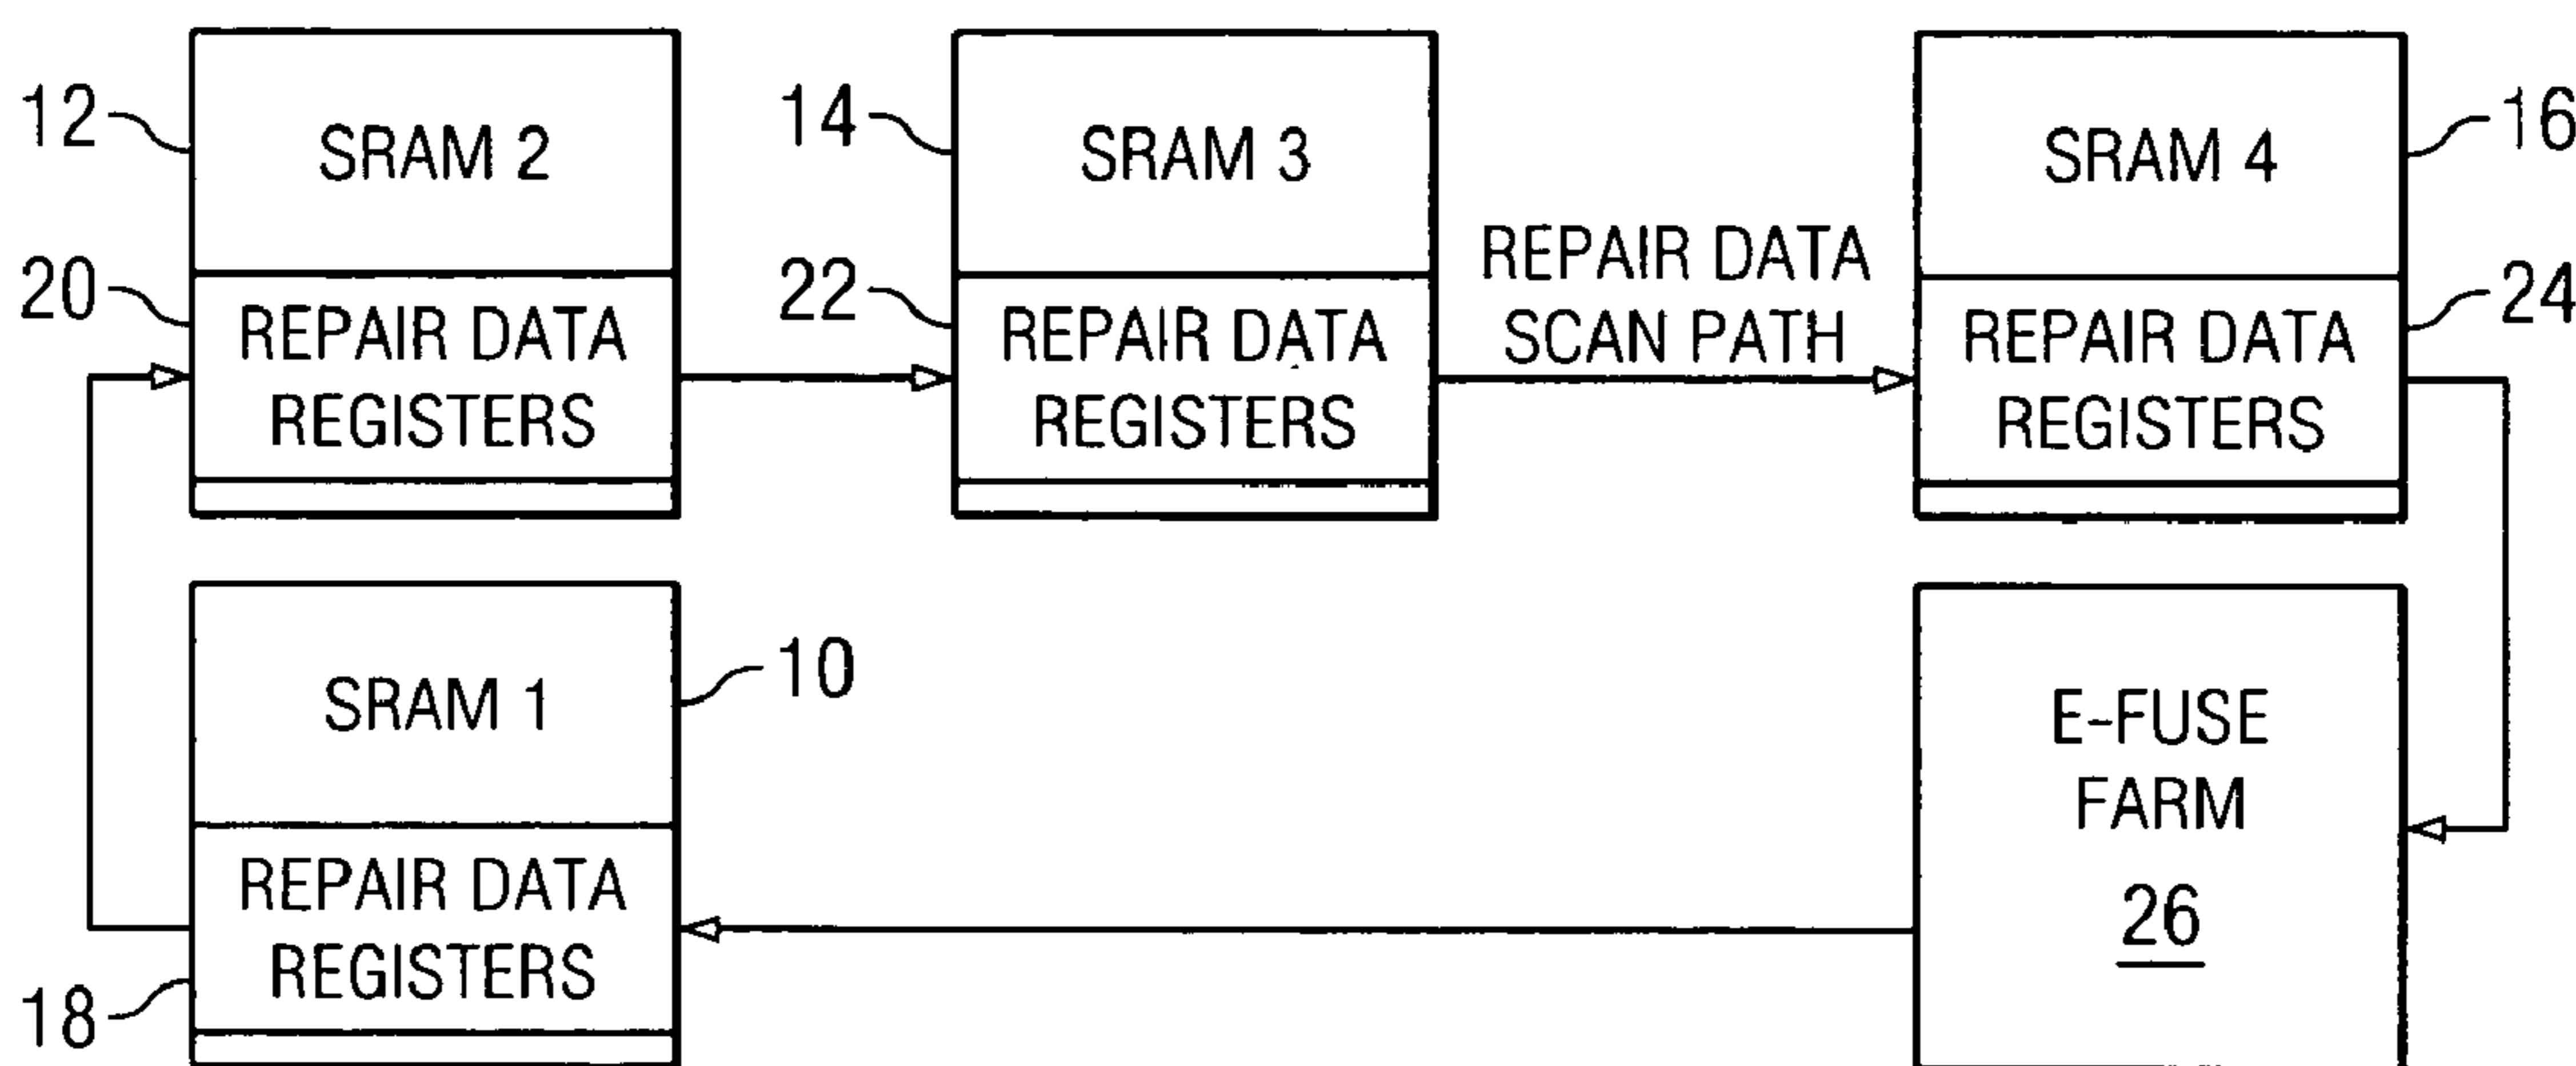 12
SRAM 2
20
REPAIR DATA
REGISTERS
14
SRAM 3
22
REPAIR DATA
REGISTERS
REPAIR DATA
SCAN PATH
16
SRAM 4
24
REPAIR DATA
REGISTERS
10
SRAM 1
REPAIR DATA
REGISTERS
18
E-FUSE
FARM
26